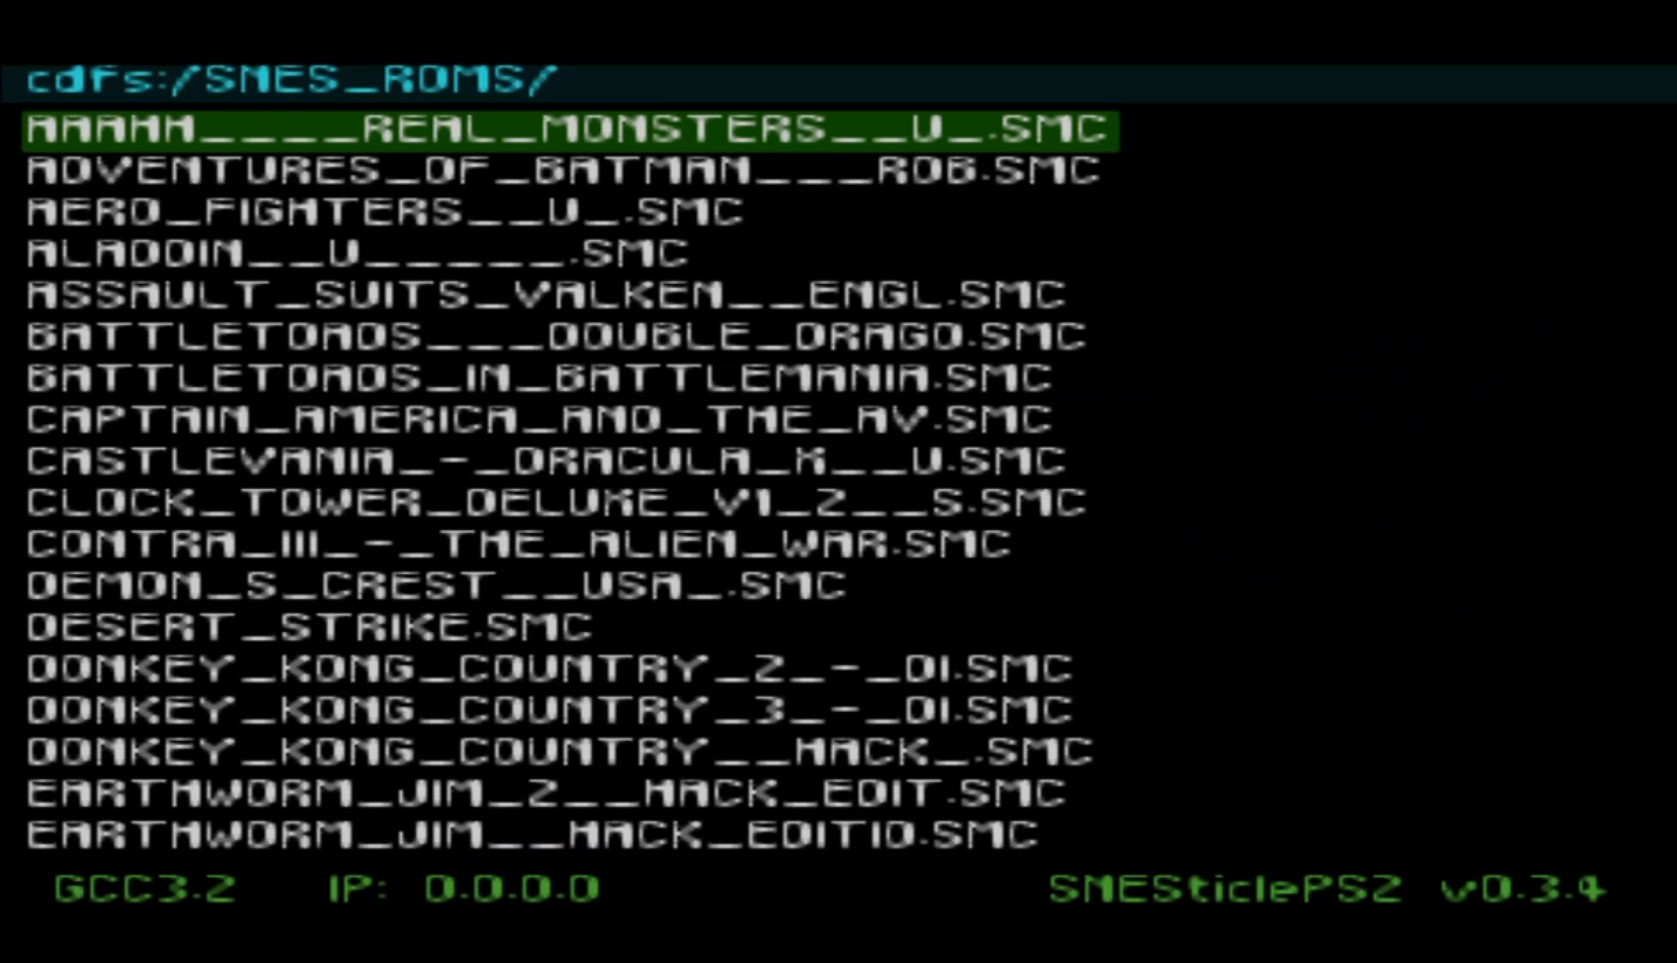 cdfs:/SNES_ROMS/
AAAHH____REAL_MONSTERS__U_.SMC
ADVENTURES_OF_BATMAN___ROB.SMC
AERO_FIGHTERS__U_.SMC
ALADDIN__U_____.SMC
ASSAULT_SUITS_VALKEN__ENGL.SMC
BATTLETOADS___DOUBLE_DRAGO.SMC
BATTLETOADS_IN_BATTLEMANIA.SMC
CAPTAIN_AMERICA_AND_THE_AV.SMC
CASTLEVANIA_-_DRACULA_X__U.SMC
CLOCK_TOWER_DELUXE_V1_2__S.SMC
CONTRA_III_-_THE_ALIEN_WAR.SMC
DEMON_S_CREST__USA_.SMC
DESERT_STRIKE.SMC
DONKEY_KONG_COUNTRY_2_-_DI.SMC
DONKEY_KONG_COUNTRY_3_-_DI.SMC
DONKEY_KONG_COUNTRY__HACK_.SMC
EARTHWORM_JIM_2__HACK_EDIT.SMC
EARTHWORM_JIM__HACK_EDITIO.SMC
GCC3.2 IP: 0.0.0.0 SNESticlePS2 v0.3.4